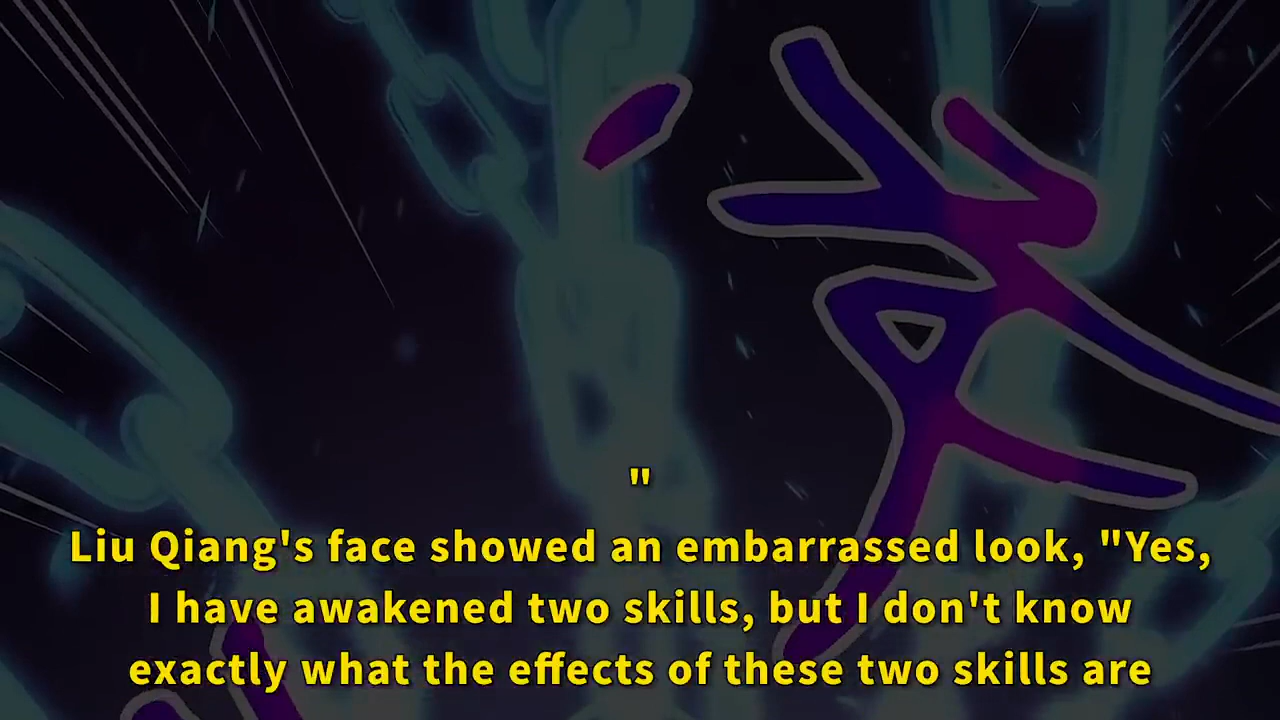 "
Liu Qiang's face showed an embarrassed look, "Yes,
I have awakened two skills, but I don't know
exactly what the effects of these two skills are